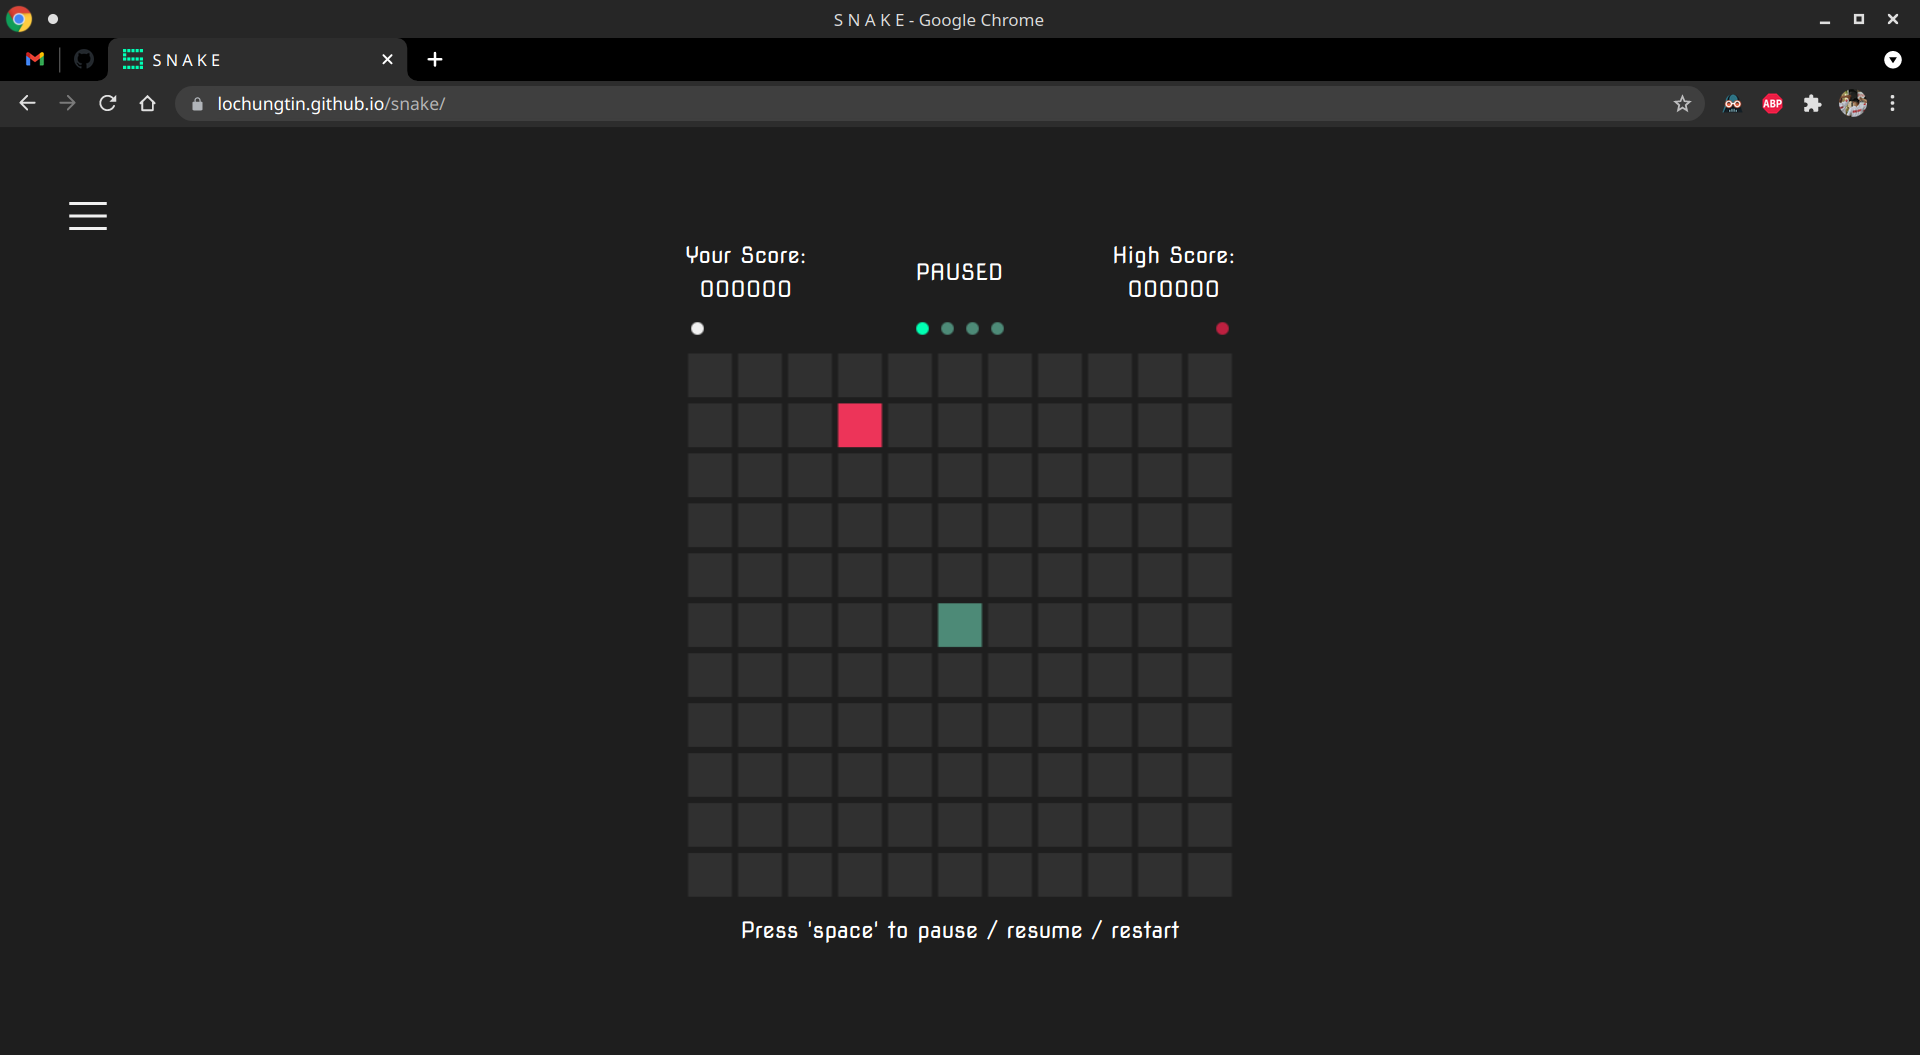 S N A K E - Google Chrome
S N A K E
lochungtin.github.io/snake/
ABP
Your Score:
000000
PAUSED
High Score:
000000
Press 'space' to pause / resume / restart